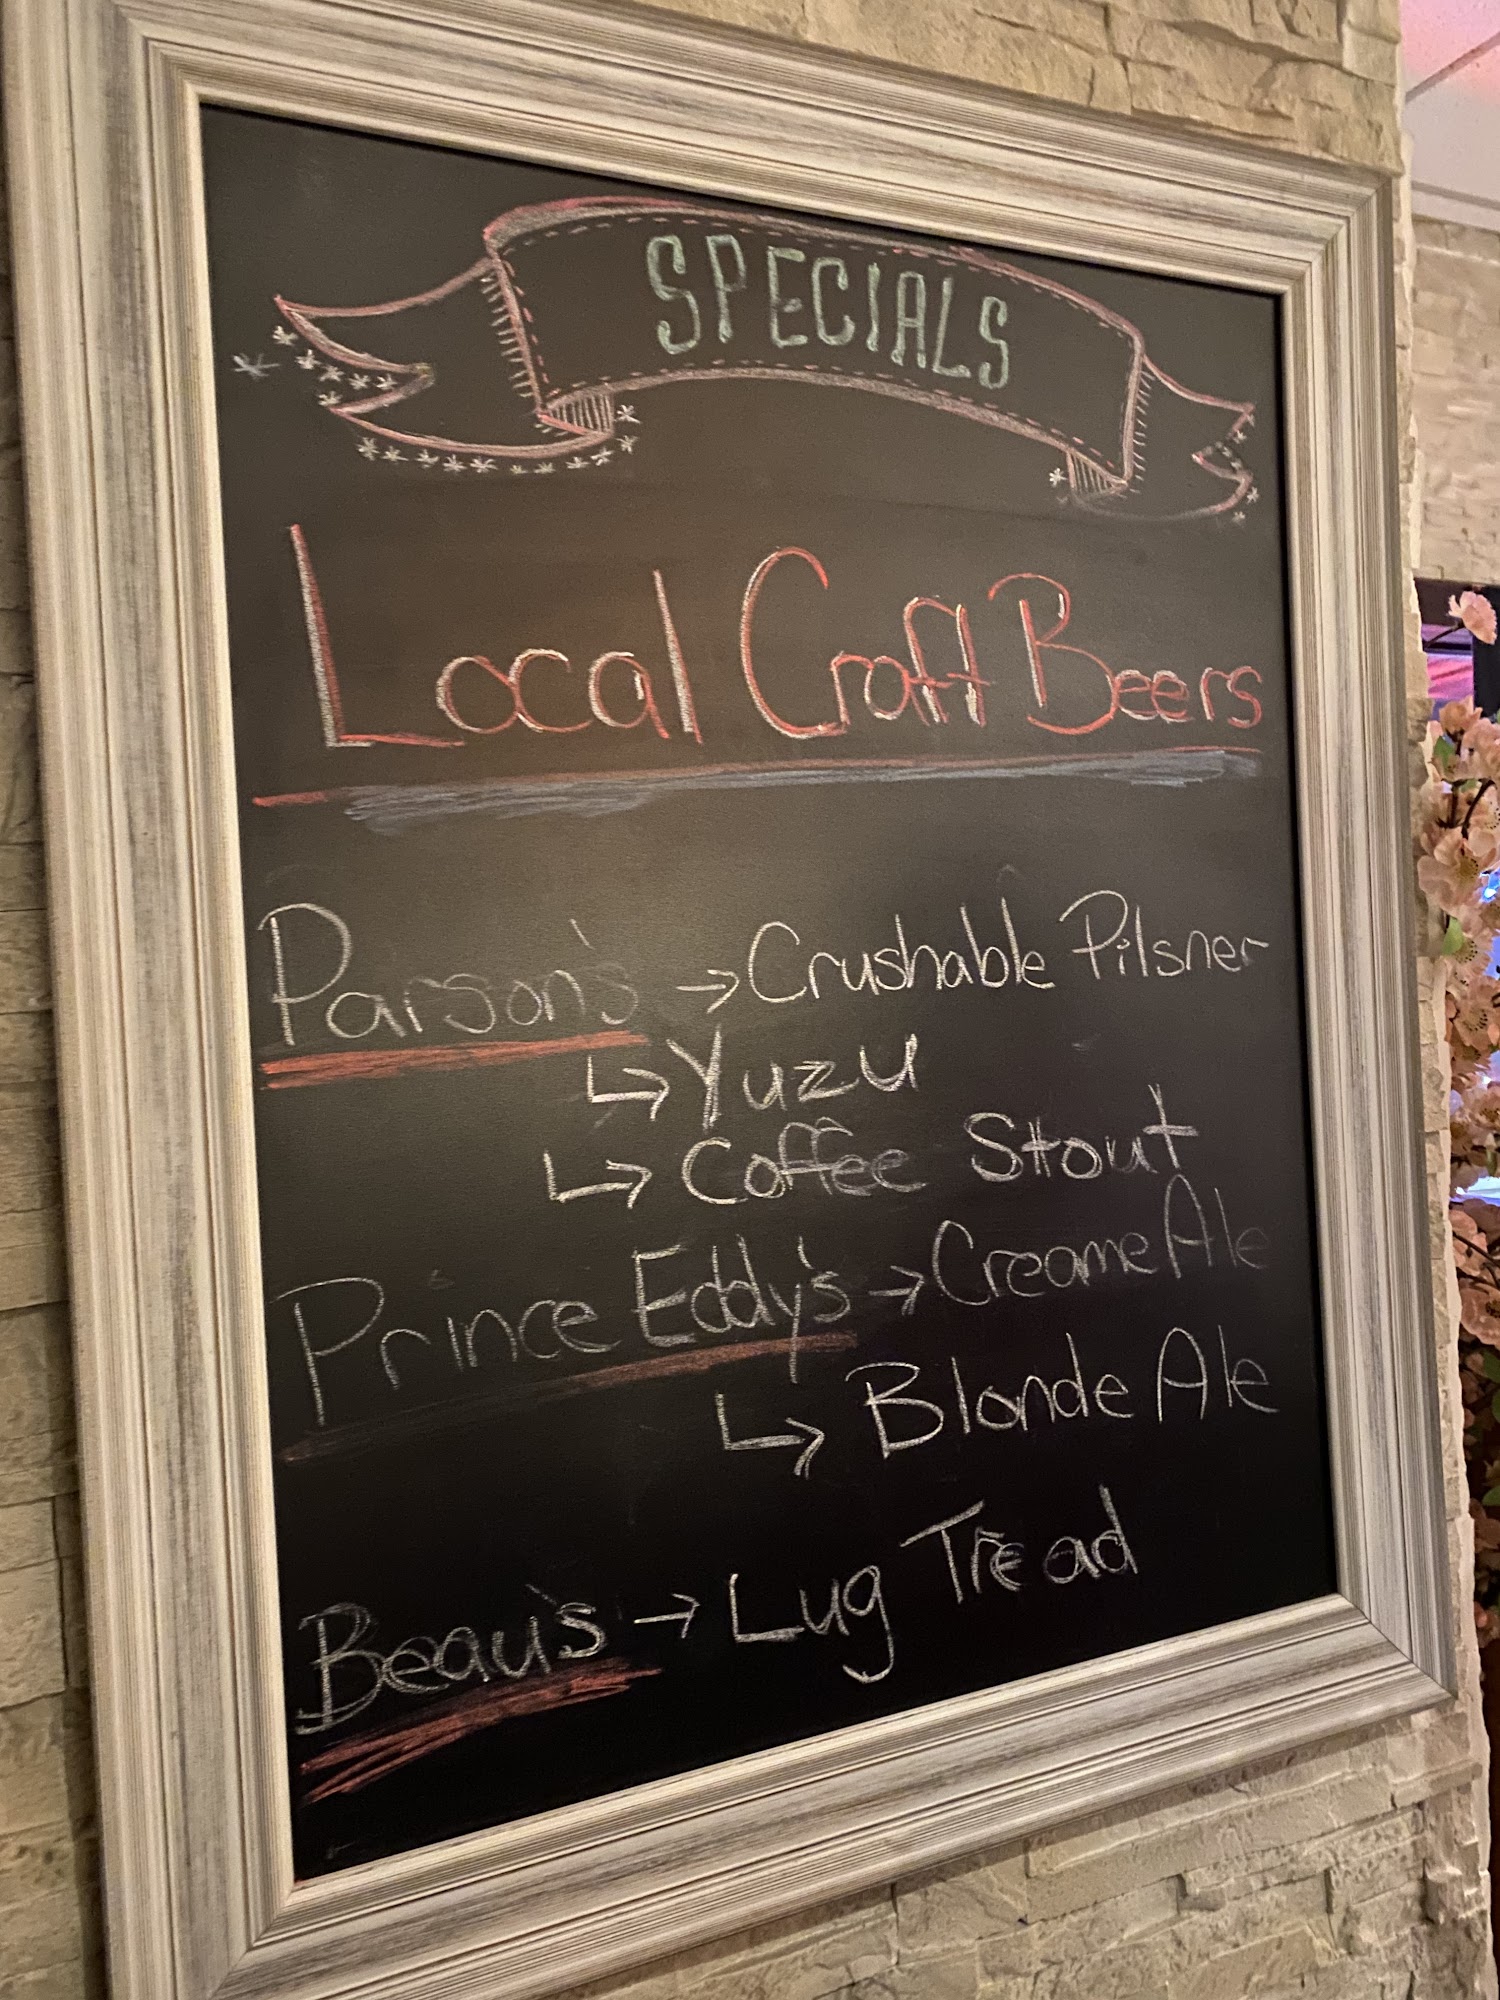 SPECIALS
Local Craft Beers
Parson's → Crushable Pilsner
↳ Yuzu
↳ Coffee Stout
Prince Eddy's → Creame Ale
↳ Blonde Ale
Beau's → Lug Tread